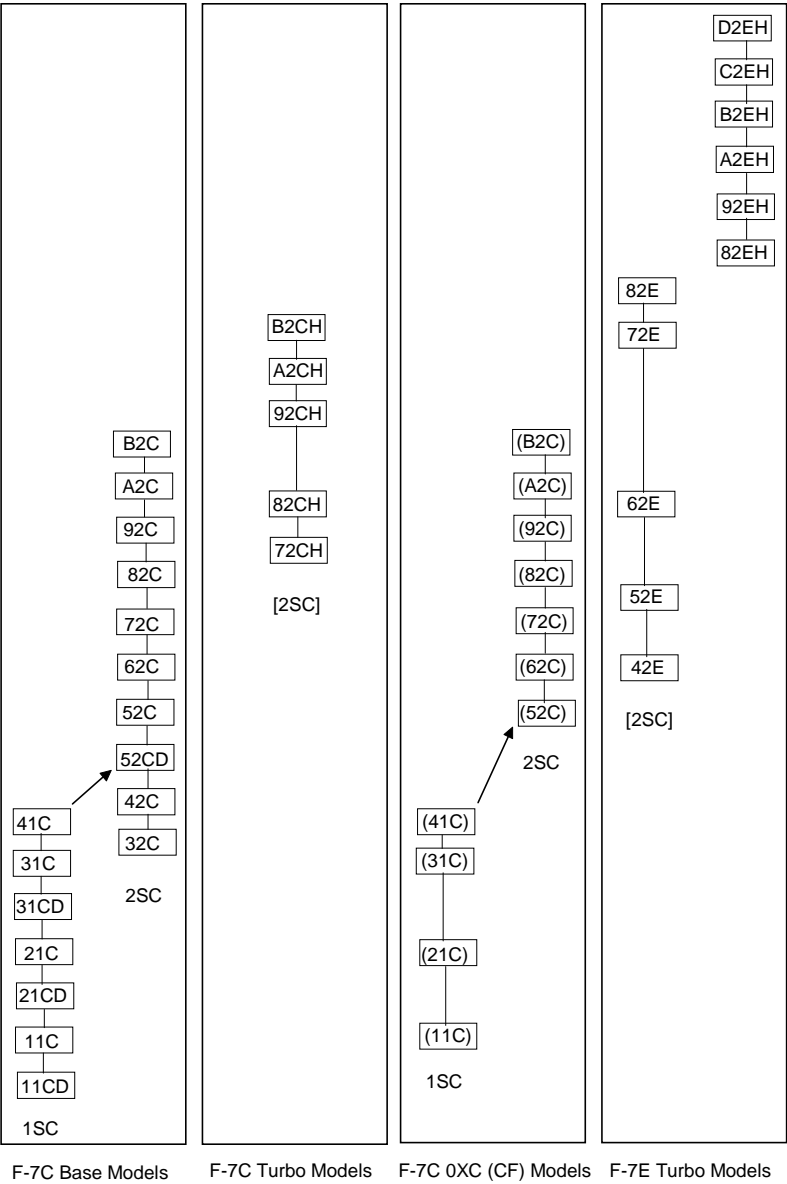 B2C
A2C
92C
82C
72C
62C
52C
52CD
42C
32C
2SC
41C
31C
31CD
21C
21CD
11C
11CD
1SC
F-7C Base Models
B2CH
A2CH
92CH
82CH
72CH
[2SC]
F-7C Turbo Models
(B2C)
(A2C)
(92C)
(82C)
(72C)
(62C)
(52C)
2SC
(41C)
(31C)
(21C)
(11C)
1SC
F-7C 0XC (CF) Models
D2EH
C2EH
B2EH
A2EH
92EH
82EH
82E
72E
62E
52E
42E
[2SC]
F-7E Turbo Models